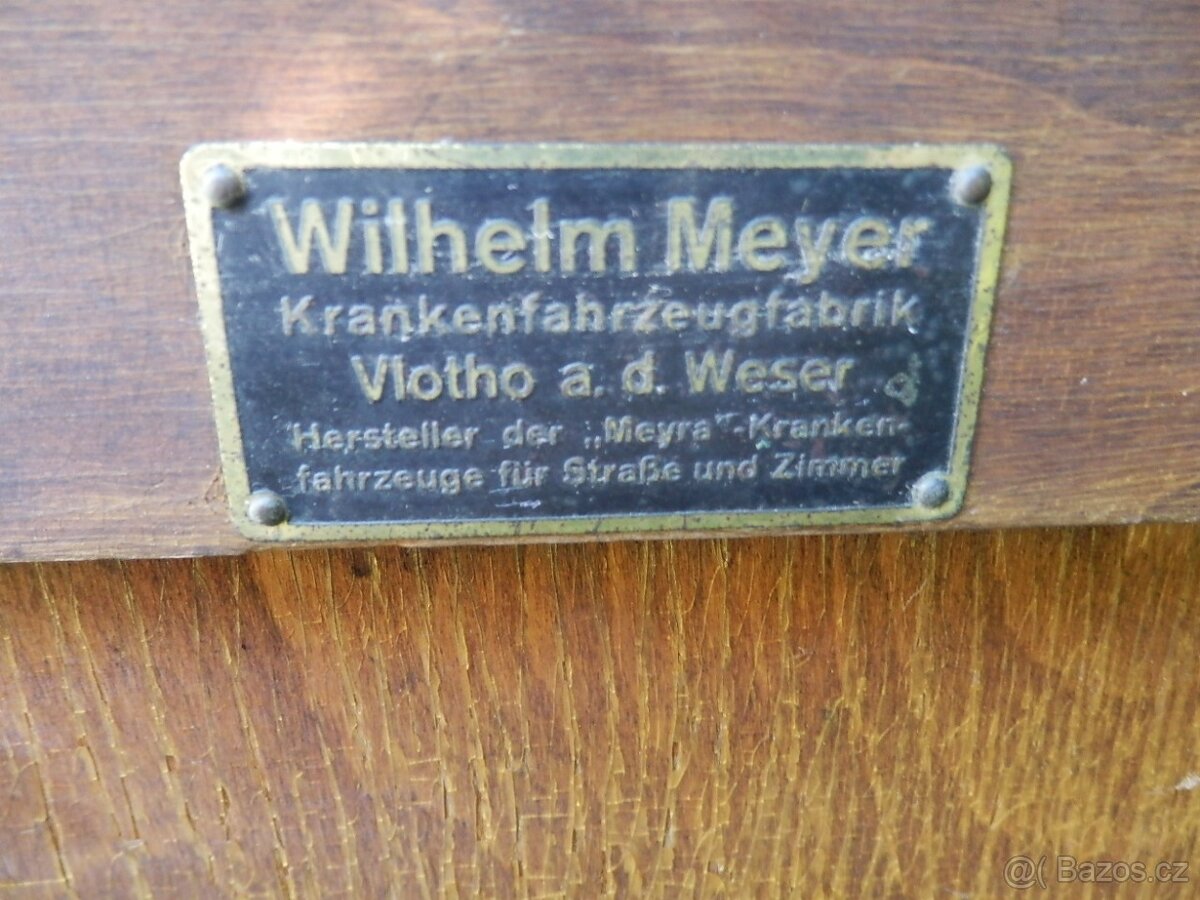 Wilhelm Meyer
Krankenfahrzeugfabrik
Vlotho a. d. Weser
Hersteller der „Meyra"-Kranken-
fahrzeuge für Straße und Zimmer
Bazos.cz